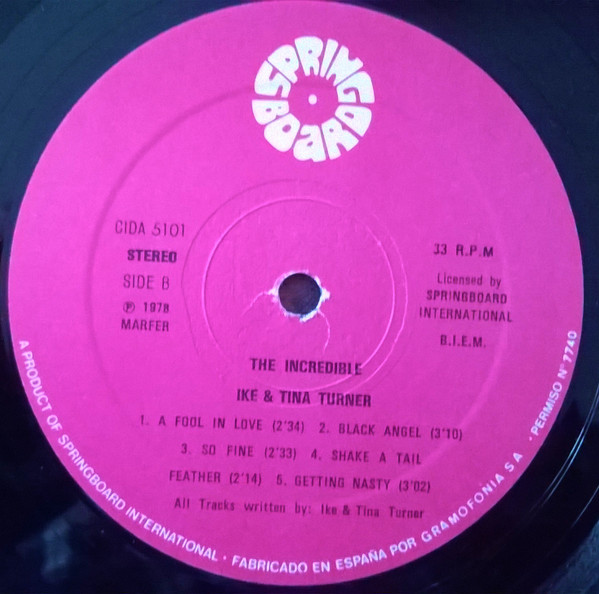 SPRING
BOARD
CIDA 5101
STEREO
SIDE B
℗ 1978
MARFER
33 R.P.M
Licensed by
SPRINGBOARD
INTERNATIONAL
B.I.E.M.
THE INCREDIBLE
IKE & TINA TURNER
1. A FOOL IN LOVE (2'34) 2. BLACK ANGEL (3'10)
3. SO FINE (2'33) 4. SHAKE A TAIL
FEATHER (2'14) 5. GETTING NASTY (3'02)
All Tracks written by: Ike & Tina Turner
A PRODUCT OF SPRINGBOARD INTERNATIONAL · FABRICADO EN ESPAÑA POR GRAMOFONIA S A · PERMISO Nº 7740